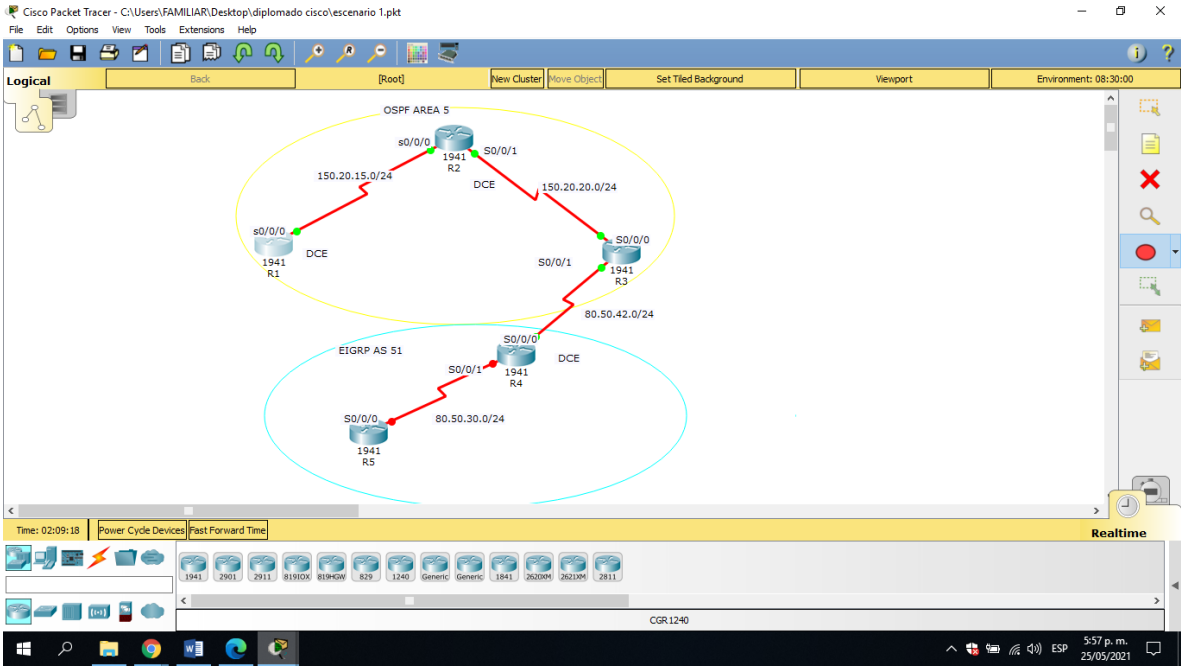 Cisco Packet Tracer - C:\Users\FAMILIAR\Desktop\diplomado cisco\escenario 1.pkt
File Edit Options View Tools Extensions Help
Logical Back [Root] New Cluster Move Object Set Tiled Background Viewport Environment: 08:30:00
OSPF AREA 5
s0/0/0
1941
R2
S0/0/1
DCE
150.20.15.0/24
150.20.20.0/24
s0/0/0
1941
R1
DCE
S0/0/0
S0/0/1
1941
R3
80.50.42.0/24
EIGRP AS 51
S0/0/0
S0/0/1
1941
R4
DCE
S0/0/0
80.50.30.0/24
1941
R5
Time: 02:09:18 Power Cycle Devices Fast Forward Time
Realtime
1941 2901 2911 819IOX 819HGW 829 1240 Generic Generic 1841 2620XM 2621XM 2811
CGR1240
ESP
5:57 p. m.
25/05/2021